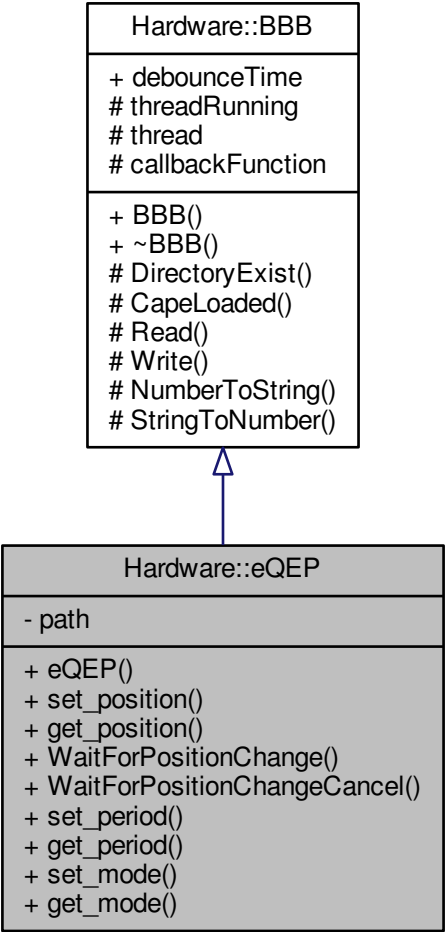 Hardware::BBB
+ debounceTime
# threadRunning
# thread
# callbackFunction
+ BBB()
+ ~BBB()
# DirectoryExist()
# CapeLoaded()
# Read()
# Write()
# NumberToString()
# StringToNumber()
Hardware::eQEP
- path
+ eQEP()
+ set_position()
+ get_position()
+ WaitForPositionChange()
+ WaitForPositionChangeCancel()
+ set_period()
+ get_period()
+ set_mode()
+ get_mode()